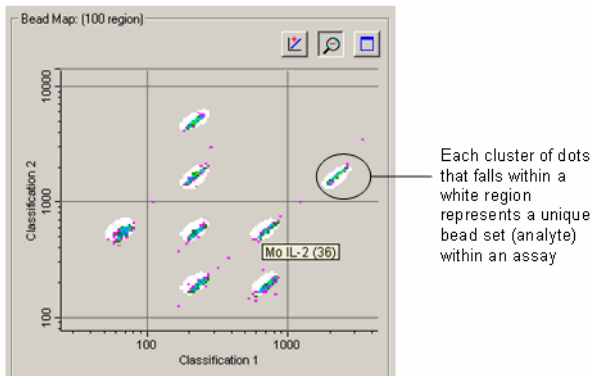 Bead Map: (100 region)
10000
1000
100
Classification 2
Mo IL-2 (36)
100
1000
Classification 1
Each cluster of dots
that falls within a
white region
represents a unique
bead set (analyte)
within an assay